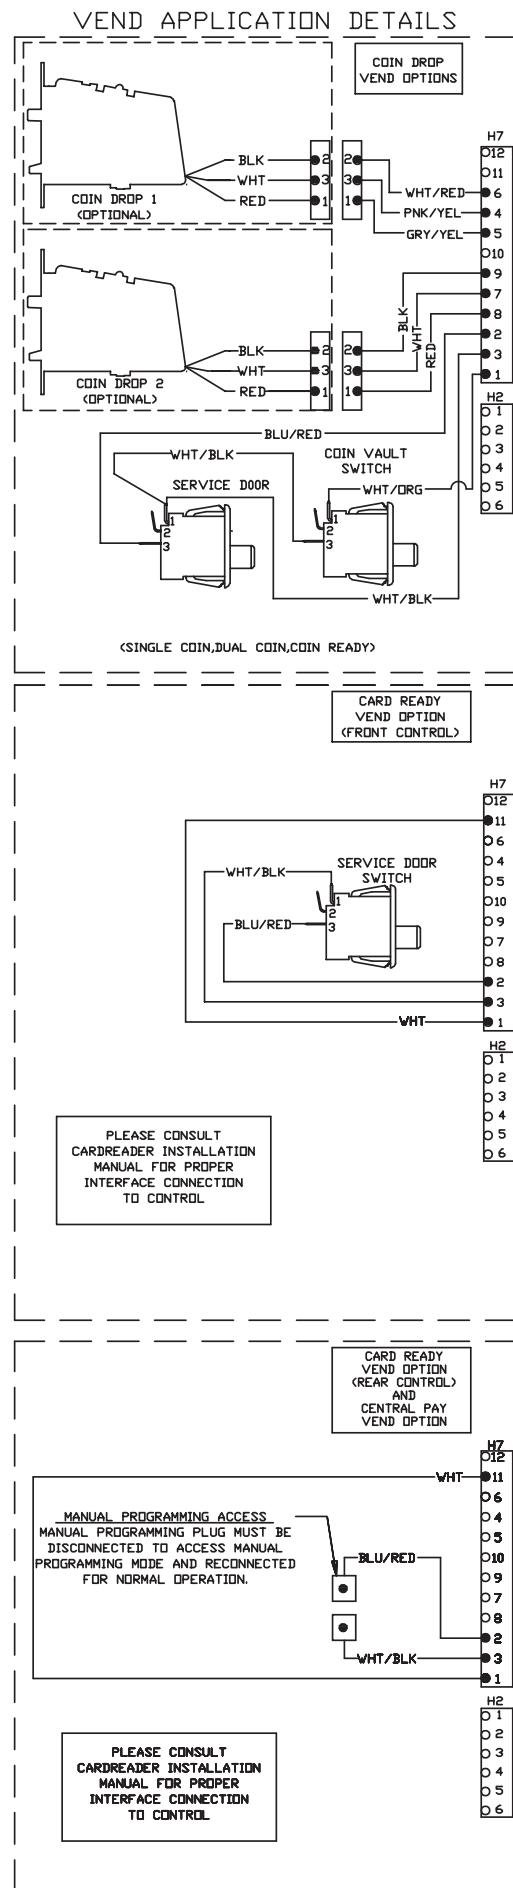 VEND APPLICATION DETAILS
COIN DROP
VEND OPTIONS
H7
12
11
6
4
5
10
9
7
8
2
3
1
BLK
WHT
RED
2
3
1
2
3
1
WHT/RED
PNK/YEL
GRY/YEL
COIN DROP 1
(OPTIONAL)
BLK
WHT
RED
BLK
WHT
RED
2
3
1
2
3
1
COIN DROP 2
(OPTIONAL)
H2
1
2
3
4
5
6
BLU/RED
WHT/BLK
COIN VAULT
SWITCH
SERVICE DOOR
WHT/ORG
1
2
3
1
2
3
WHT/BLK
(SINGLE COIN,DUAL COIN,COIN READY)
CARD READY
VEND OPTION
(FRONT CONTROL)
H7
12
11
6
4
5
10
9
7
8
2
3
1
SERVICE DOOR
SWITCH
WHT/BLK
1
2
3
BLU/RED
WHT
H2
1
2
3
4
5
6
PLEASE CONSULT
CARDREADER INSTALLATION
MANUAL FOR PROPER
INTERFACE CONNECTION
TO CONTROL
CARD READY
VEND OPTION
(REAR CONTROL)
AND
CENTRAL PAY
VEND OPTION
H7
12
11
6
4
5
10
9
7
8
2
3
1
WHT
MANUAL PROGRAMMING ACCESS
MANUAL PROGRAMMING PLUG MUST BE
DISCONNECTED TO ACCESS MANUAL
PROGRAMMING MODE AND RECONNECTED
FOR NORMAL OPERATION.
BLU/RED
WHT/BLK
H2
1
2
3
4
5
6
PLEASE CONSULT
CARDREADER INSTALLATION
MANUAL FOR PROPER
INTERFACE CONNECTION
TO CONTROL